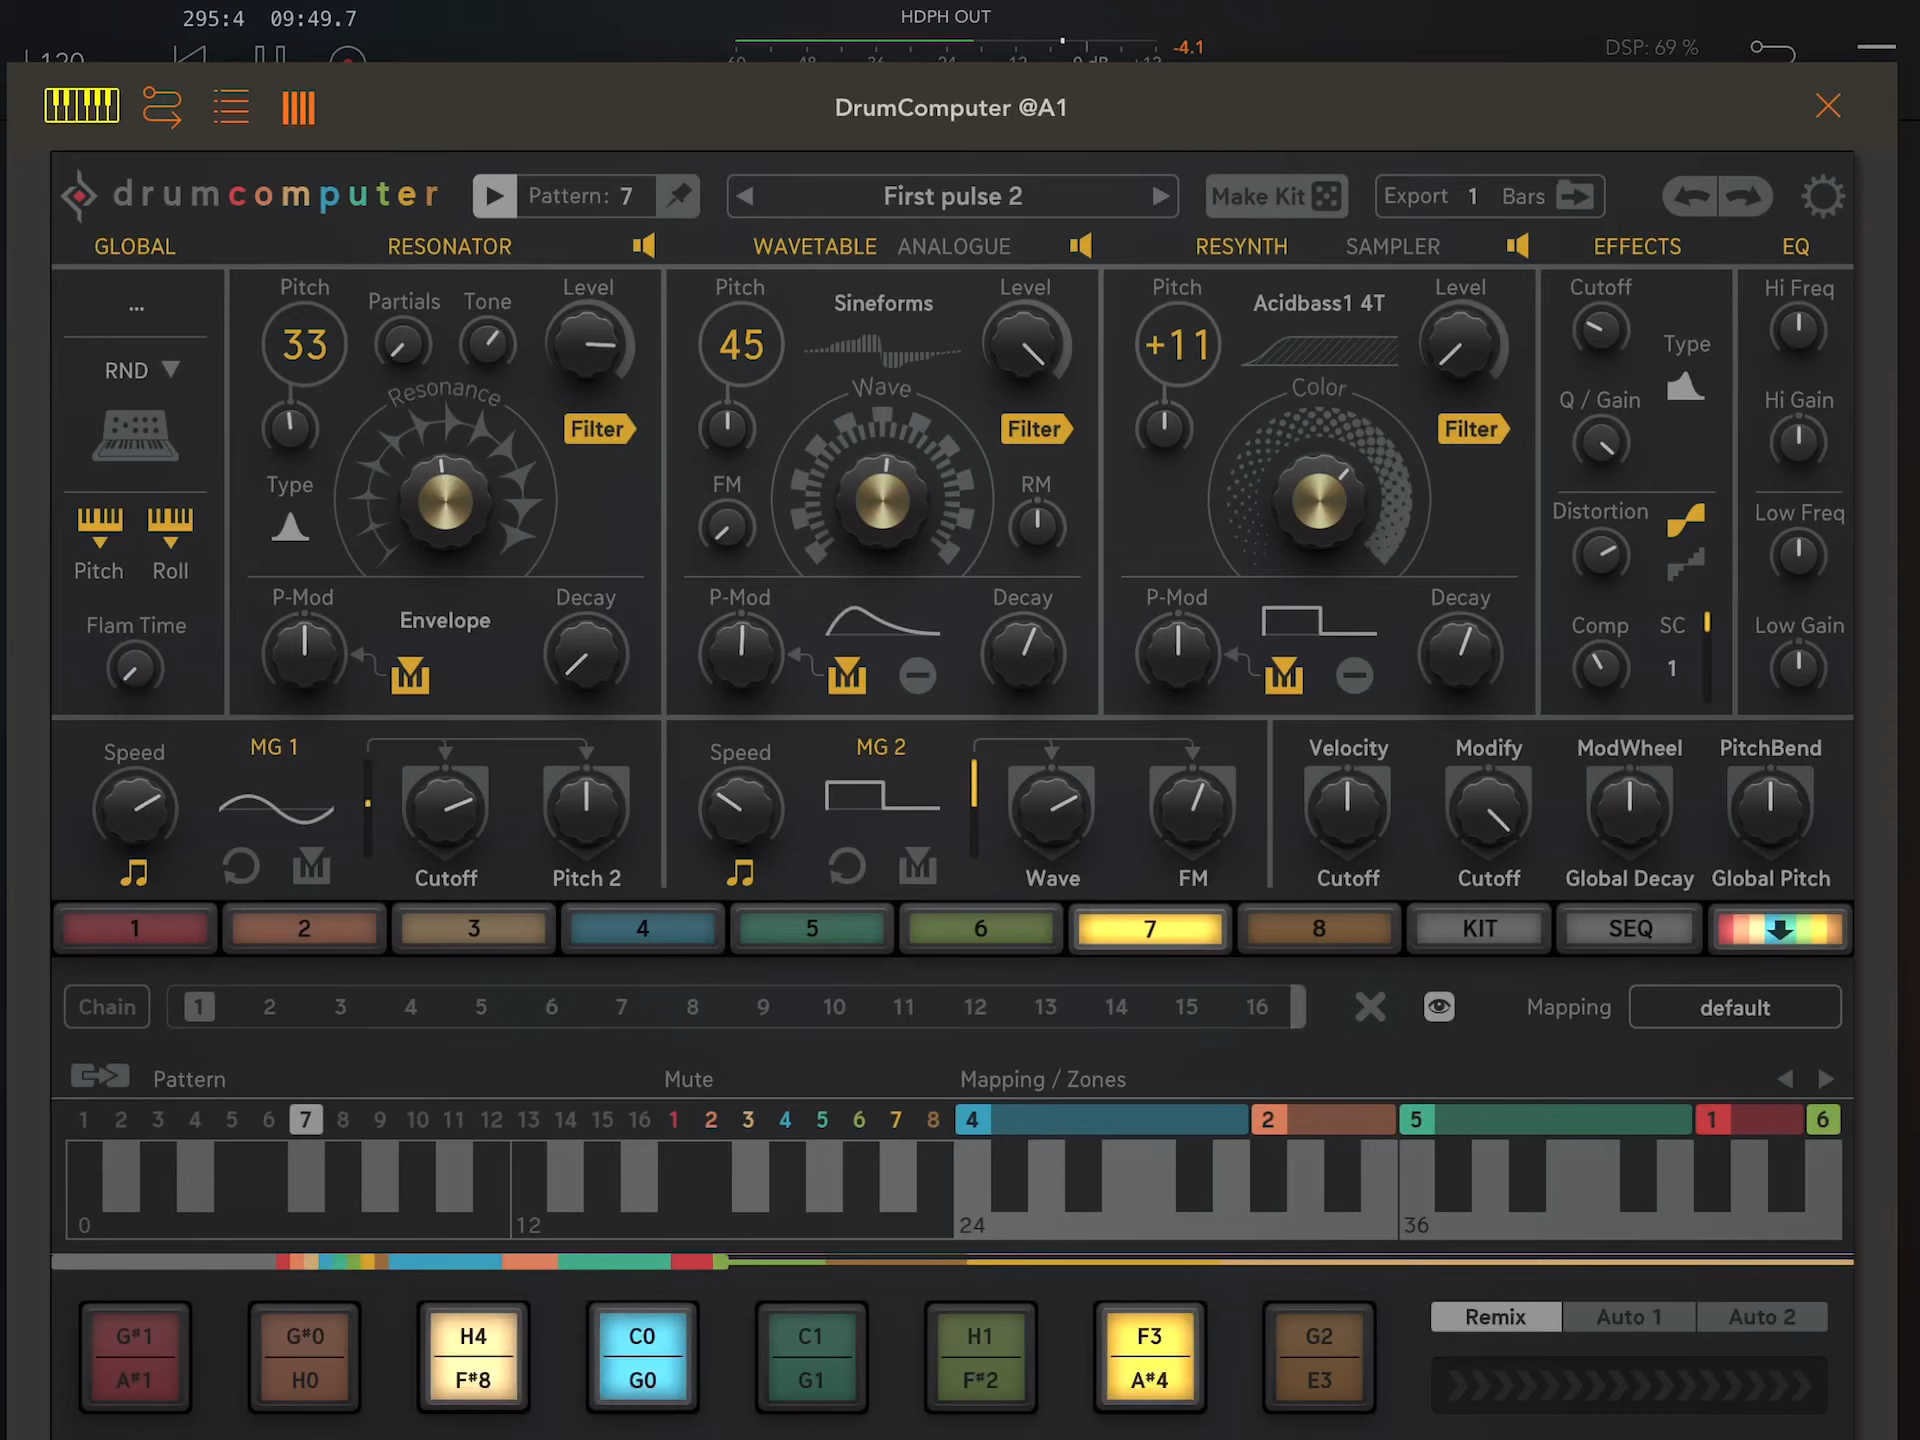 295:4 09:49.7
HDPH OUT
-4.1
DSP: 69 %
120
DrumComputer @A1
drumcomputer
Pattern: 7
First pulse 2
Make Kit
Export 1 Bars
GLOBAL RESONATOR WAVETABLE ANALOGUE RESYNTH SAMPLER EFFECTS EQ
...
RND
Pitch Roll
Flam Time
Pitch Partials Tone Level
33
Resonance
Filter
Type
P-Mod Envelope Decay
M
Pitch Sineforms Level
45
Wave
Filter
FM RM
P-Mod Decay
M
Pitch Acidbass1 4T Level
+11
Color
Filter
P-Mod Decay
M
Cutoff
Type
Q / Gain
Distortion
Comp SC
1
Hi Freq
Hi Gain
Low Freq
Low Gain
Speed MG 1
M
Cutoff Pitch 2
Speed MG 2
M
Wave FM
Velocity Modify ModWheel PitchBend
Cutoff Cutoff Global Decay Global Pitch
1 2 3 4 5 6 7 8 KIT SEQ
Chain 1 2 3 4 5 6 7 8 9 10 11 12 13 14 15 16
Mapping default
Pattern Mute Mapping / Zones
1 2 3 4 5 6 7 8 9 10 11 12 13 14 15 16 1 2 3 4 5 6 7 8 4 2 5 1 6
0 12 24 36
G#1 G#0 H4 C0 C1 H1 F3 G2
A#1 H0 F#8 G0 G1 F#2 A#4 E3
Remix Auto 1 Auto 2